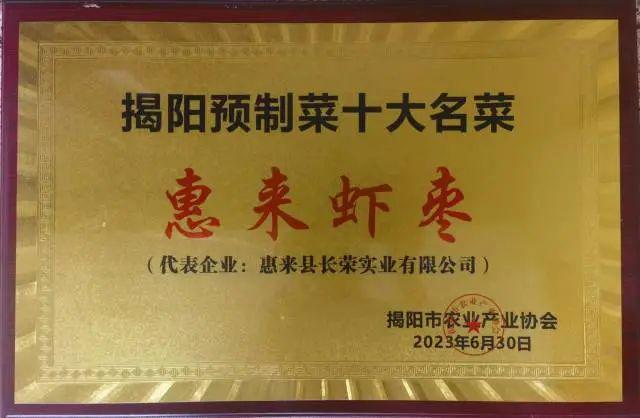 揭阳预制菜十大名菜
惠来虾枣
（代表企业：惠来县长荣实业有限公司）
揭阳市农业产业协会
2023年6月30日